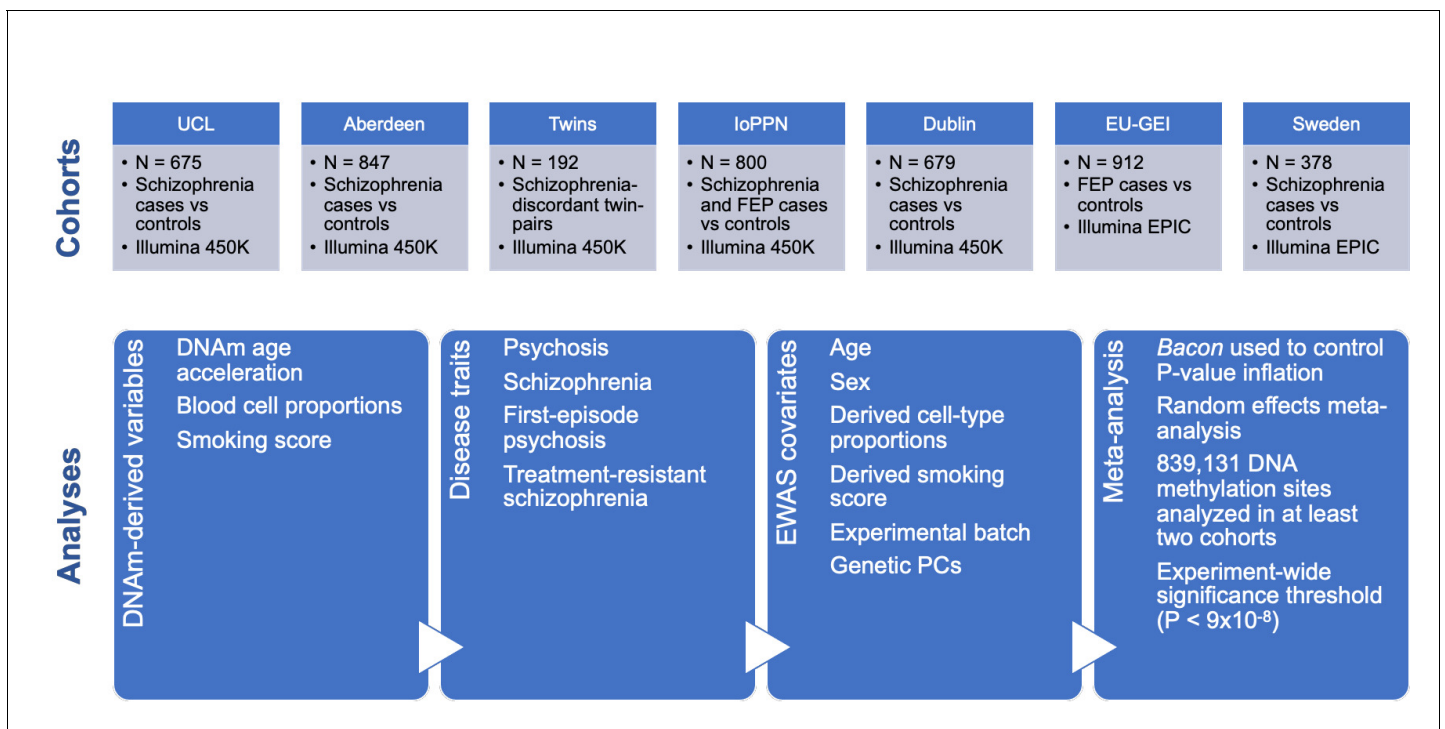 Cohorts
UCL
• N = 675
• Schizophrenia
cases vs
controls
• Illumina 450K
Aberdeen
• N = 847
• Schizophrenia
cases vs
controls
• Illumina 450K
Twins
• N = 192
• Schizophrenia-
discordant twin-
pairs
• Illumina 450K
IoPPN
• N = 800
• Schizophrenia
and FEP cases
vs controls
• Illumina 450K
Dublin
• N = 679
• Schizophrenia
cases vs
controls
• Illumina 450K
EU-GEI
• N = 912
• FEP cases vs
controls
• Illumina EPIC
Sweden
• N = 378
• Schizophrenia
cases vs
controls
• Illumina EPIC
Analyses
DNAm-derived variables
DNAm age
acceleration
Blood cell proportions
Smoking score
Disease traits
Psychosis
Schizophrenia
First-episode
psychosis
Treatment-resistant
schizophrenia
EWAS covariates
Age
Sex
Derived cell-type
proportions
Derived smoking
score
Experimental batch
Genetic PCs
Meta-analysis
Bacon used to control
P-value inflation
Random effects meta-
analysis
839,131 DNA
methylation sites
analyzed in at least
two cohorts
Experiment-wide
significance threshold
(P < 9x10⁻⁸)